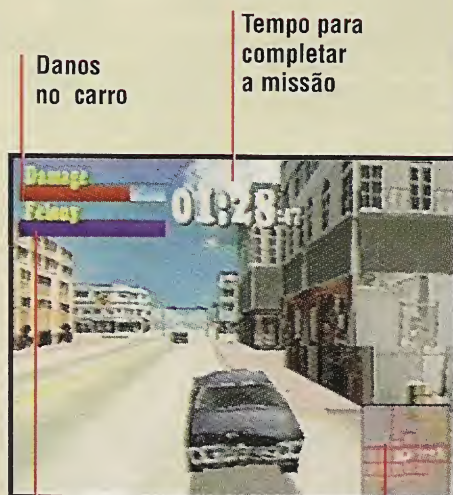 Tempo para
completar
a missão
Danos
no carro
Damage
Felony
01:28